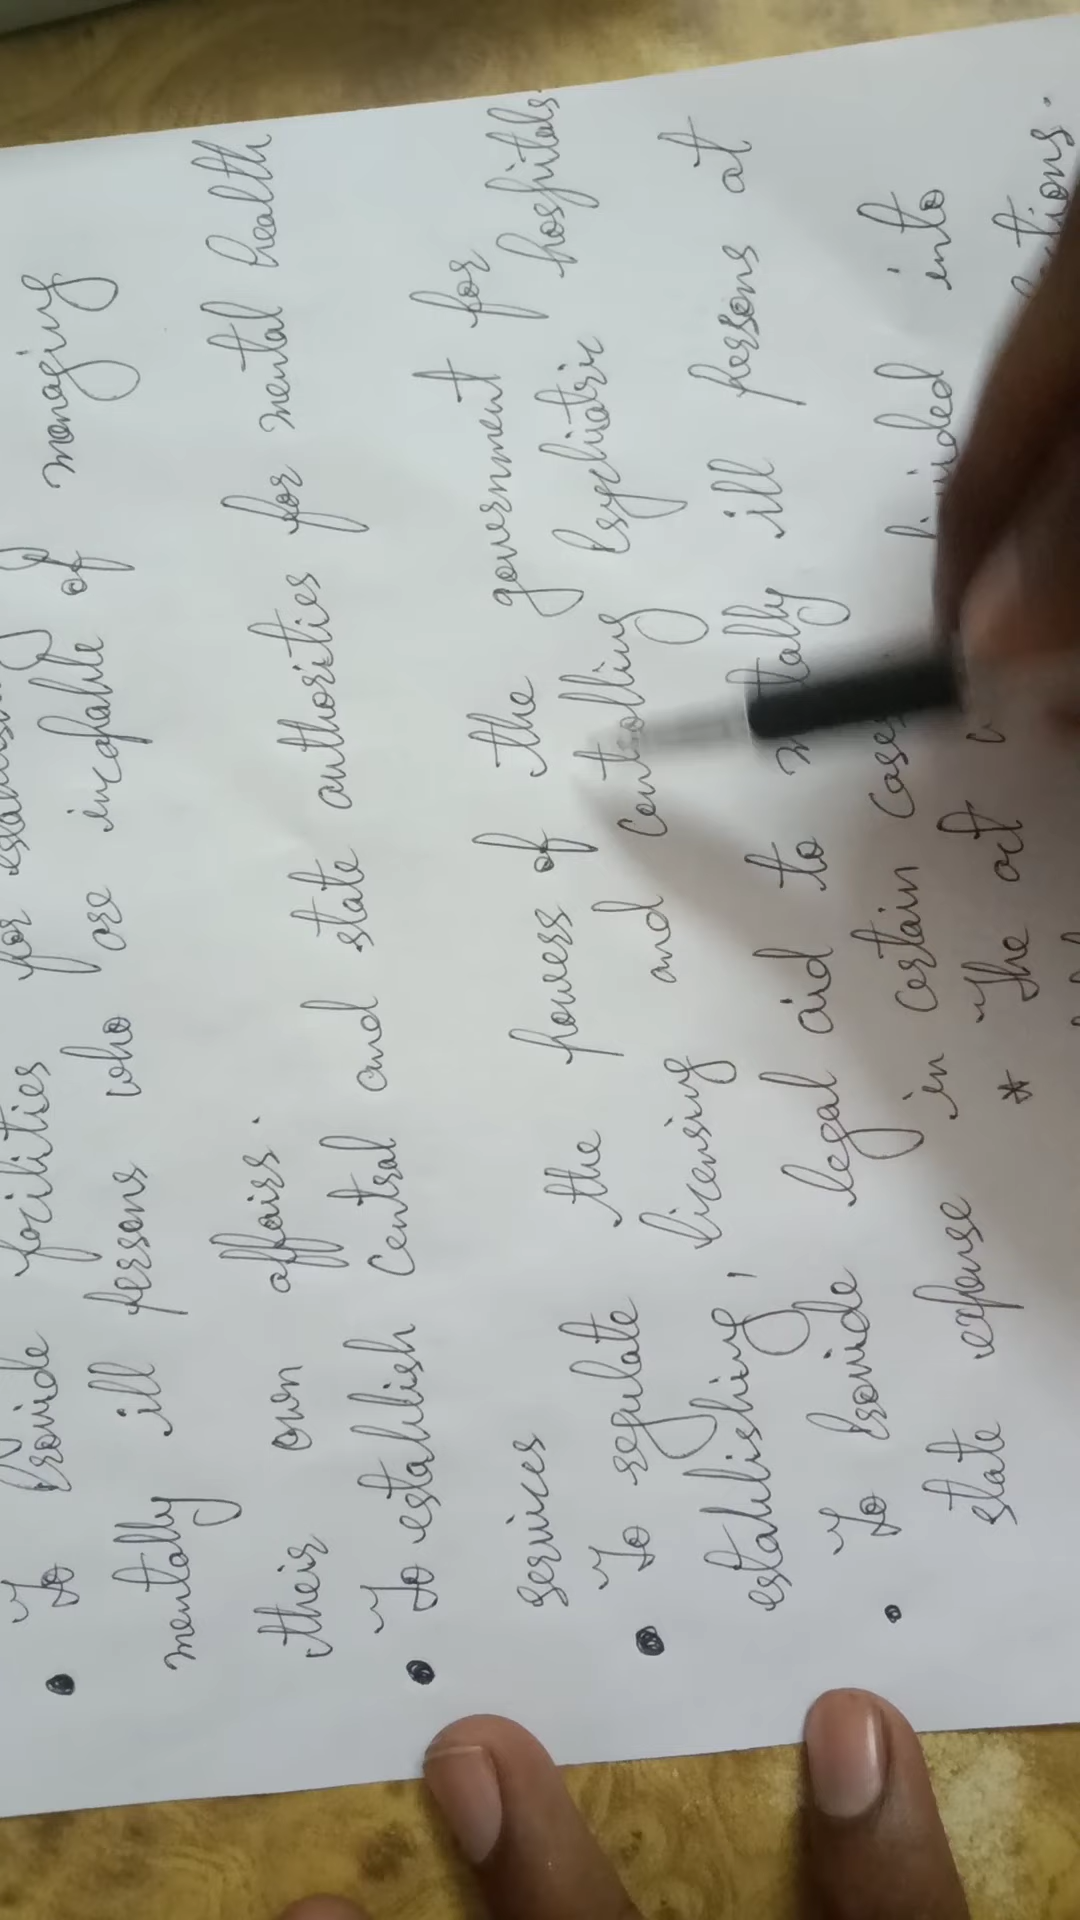 To Provide facilities for
mentally ill persons who are incapable of managing
their own affairs.
To establish Central and state authorities for mental health
services
To regulate the powers of the government for
establishing, licensing and controlling Psychiatric hospitals
To Provide legal aid and to mentally ill persons at
state expense in certain cases
* The act into